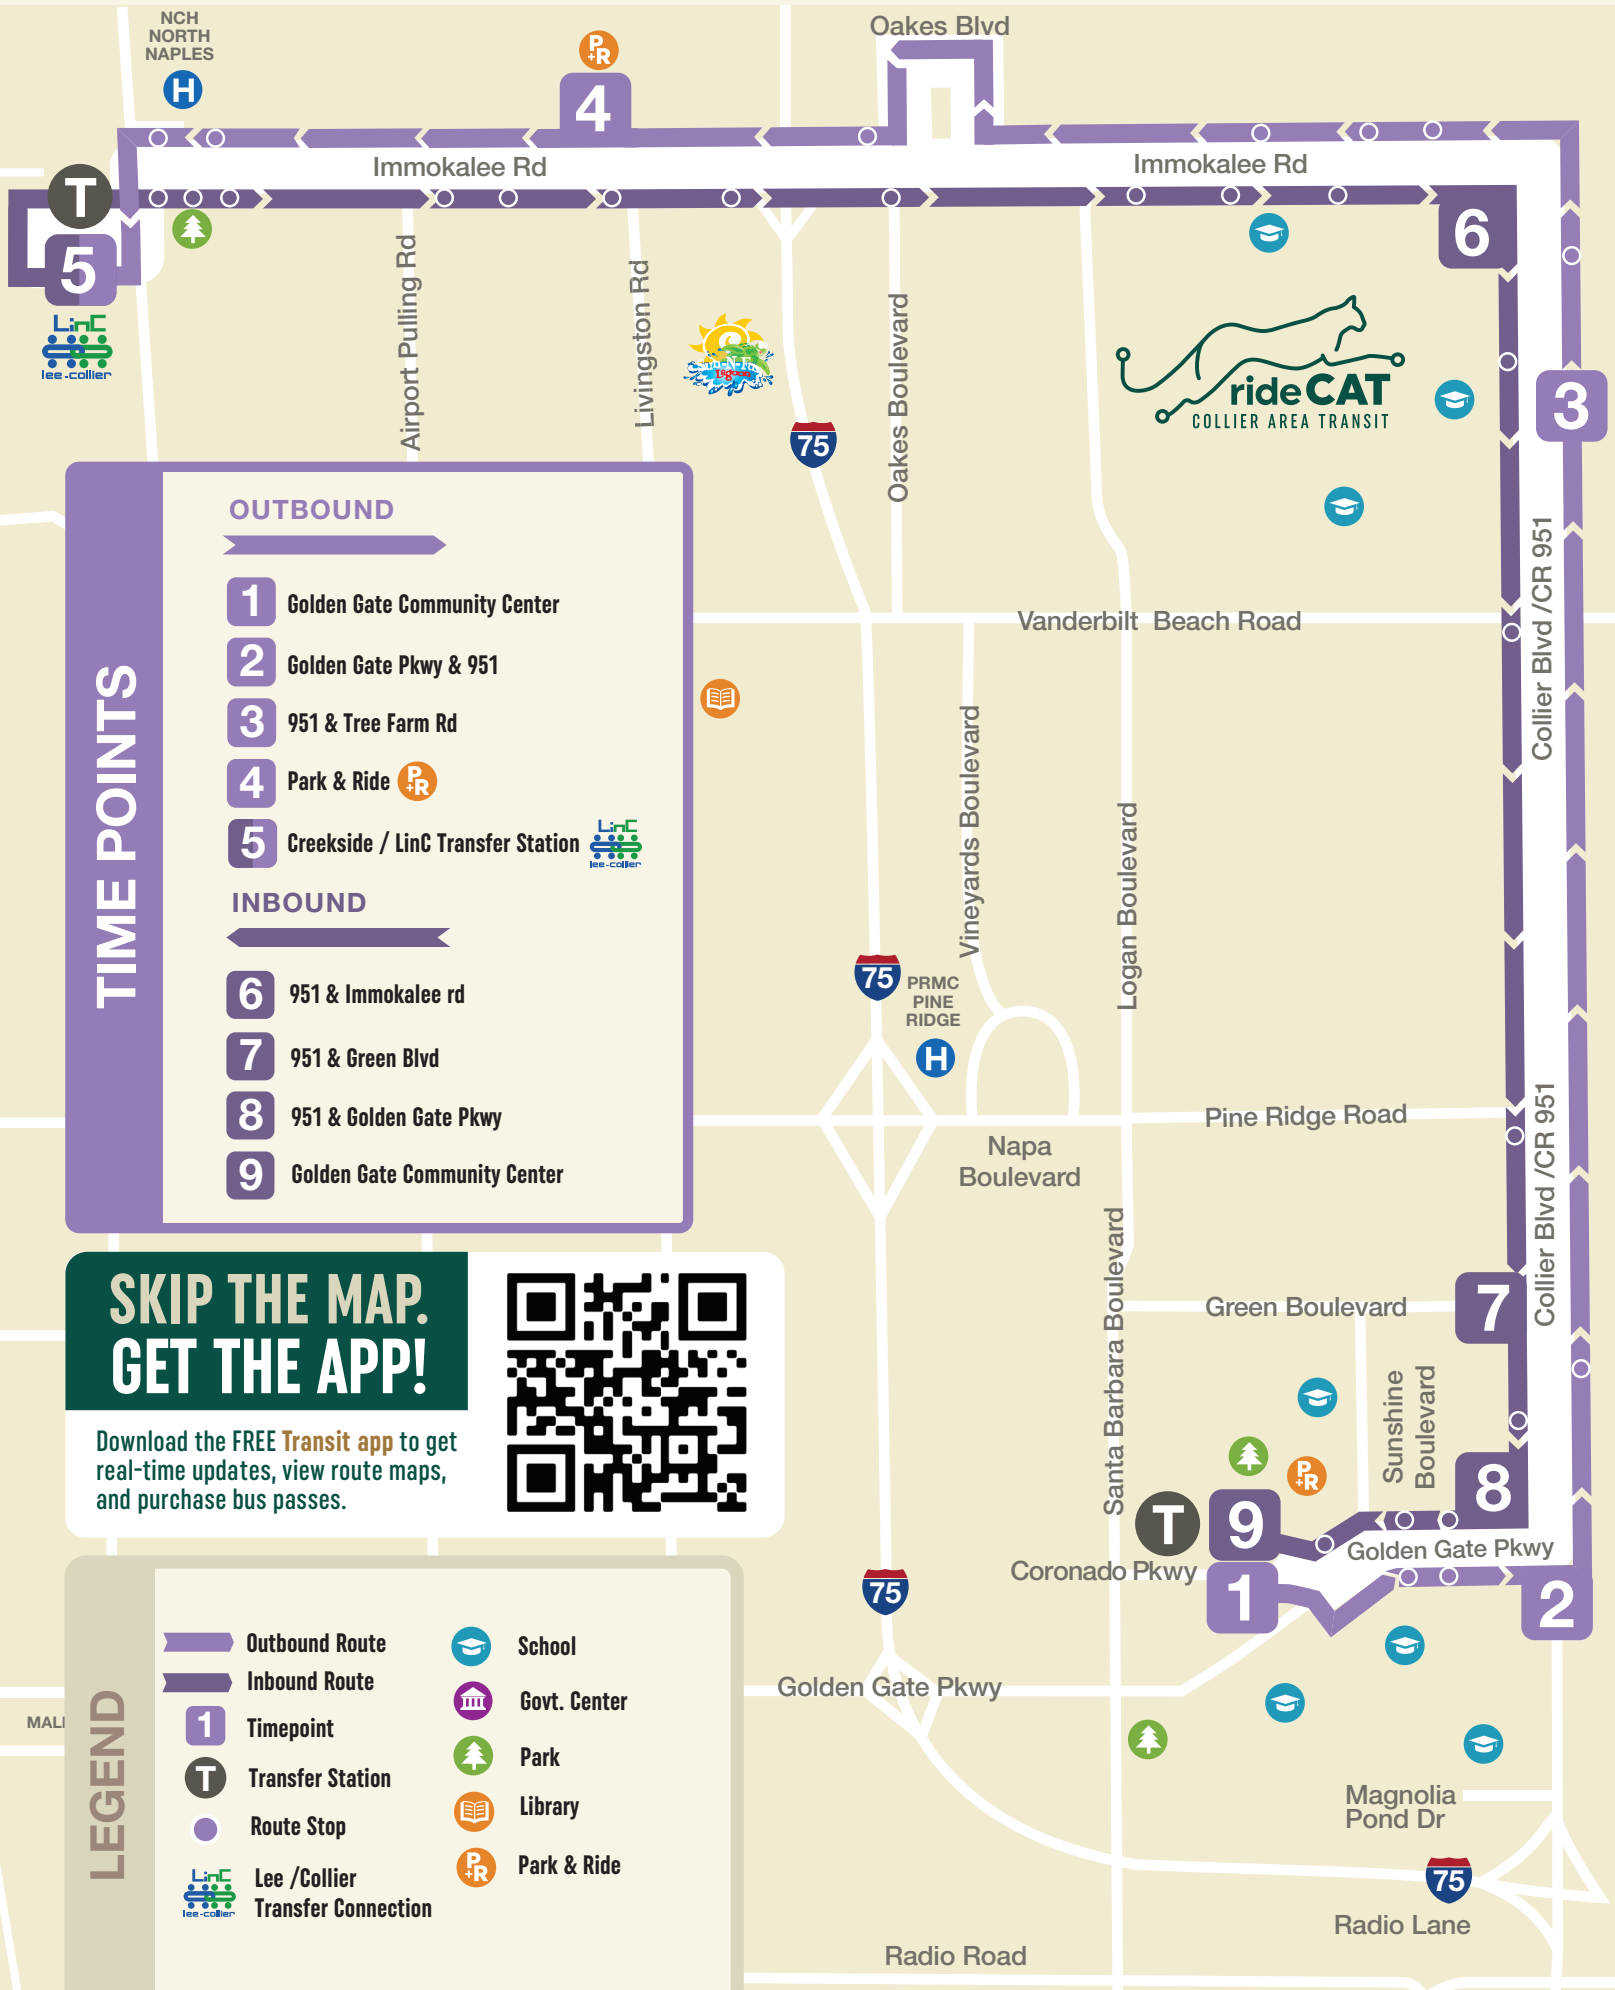 NCH
NORTH
NAPLES
H
P+R
4
Oakes Blvd
Immokalee Rd
Immokalee Rd
T
5
LinC
lee-collier
6
3
Airport Pulling Rd
Livingston Rd
Oakes Boulevard
75
rideCAT
COLLIER AREA TRANSIT
Collier Blvd /CR 951
Vanderbilt Beach Road
TIME POINTS
OUTBOUND
1 Golden Gate Community Center
2 Golden Gate Pkwy & 951
3 951 & Tree Farm Rd
4 Park & Ride P+R
5 Creekside / LinC Transfer Station LinC lee-collier
INBOUND
6 951 & Immokalee rd
7 951 & Green Blvd
8 951 & Golden Gate Pkwy
9 Golden Gate Community Center
Vineyards Boulevard
Logan Boulevard
75
PRMC
PINE
RIDGE
H
Pine Ridge Road
Napa
Boulevard
Collier Blvd /CR 951
Santa Barbara Boulevard
Green Boulevard
7
Sunshine
Boulevard
8
P+R
T
9
Golden Gate Pkwy
Coronado Pkwy
1
2
75
Golden Gate Pkwy
Magnolia
Pond Dr
75
Radio Lane
Radio Road
SKIP THE MAP.
GET THE APP!
Download the FREE Transit app to get
real-time updates, view route maps,
and purchase bus passes.
MALL
LEGEND
Outbound Route
Inbound Route
1 Timepoint
T Transfer Station
Route Stop
LinC lee-collier
Lee /Collier
Transfer Connection
School
Govt. Center
Park
Library
P+R Park & Ride